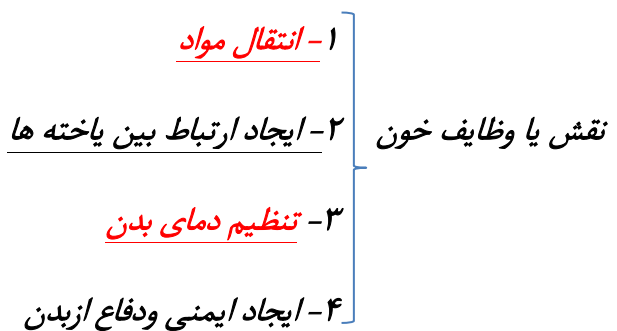 نقش یا وظایف خون
۱- انتقال مواد
۲- ایجاد ارتباط بین یاخته ها
۳- تنظیم دمای بدن
۴- ایجاد ایمنی ودفاع ازبدن